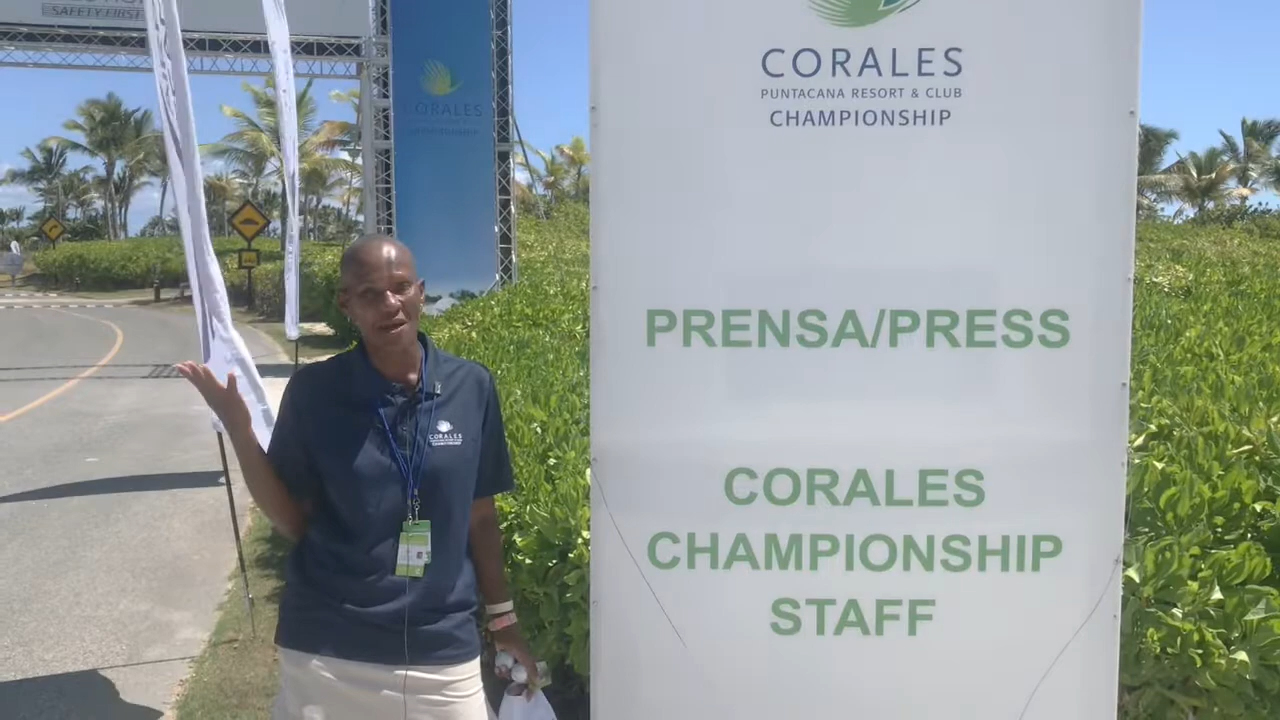 SAFETY FIRST
CORALES
CORALES
PUNTACANA RESORT & CLUB
CHAMPIONSHIP
PRENSA/PRESS
CORALES
CHAMPIONSHIP
STAFF
CORALES